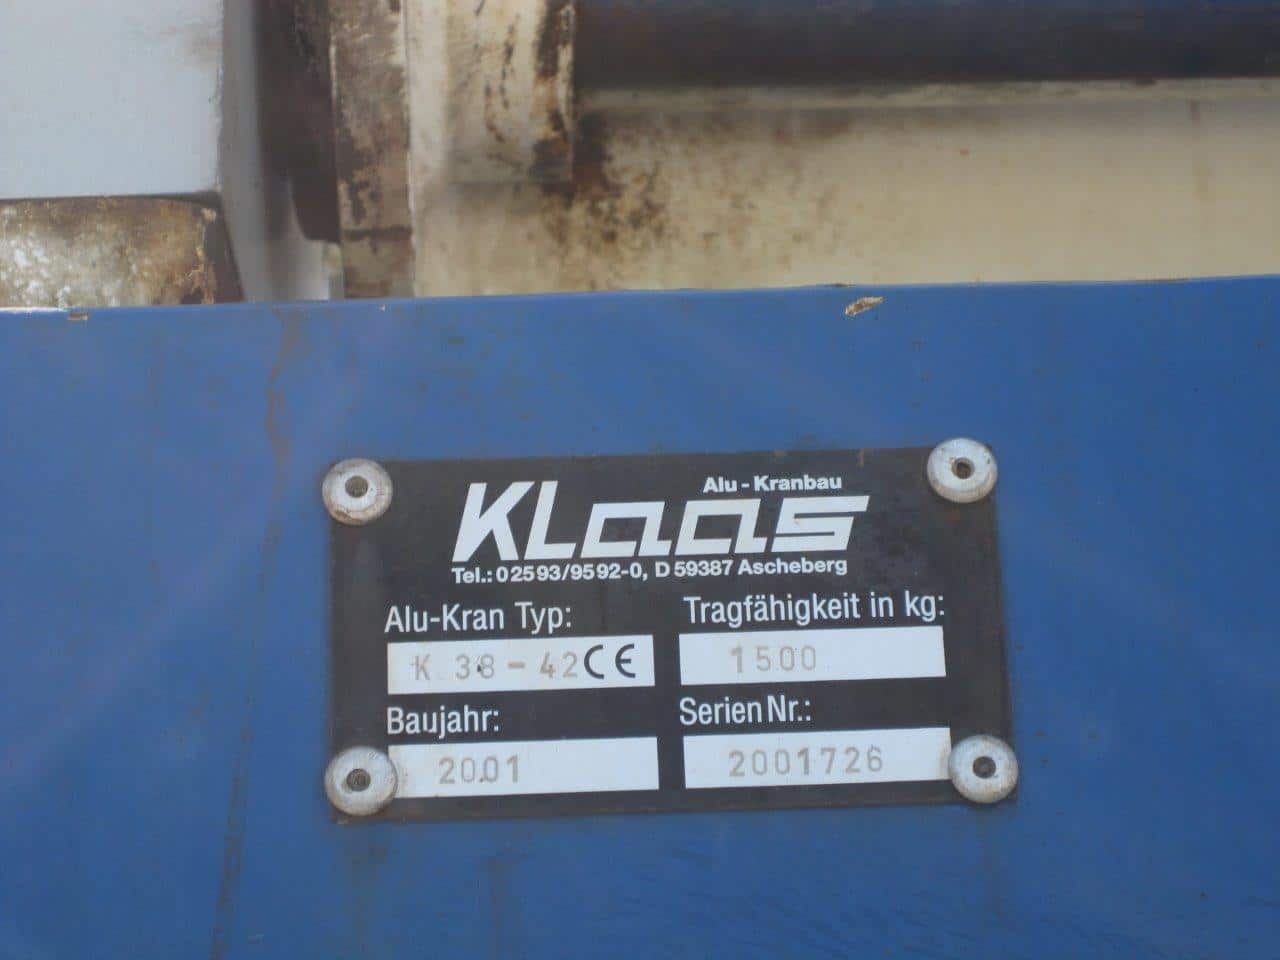 Alu - Kranbau
KLaas
Tel.: 02593/9592-0, D 59387 Ascheberg
Alu-Kran Typ: Tragfähigkeit in kg:
K 38-42 CE 1500
Baujahr: Serien Nr.:
2001 2001726